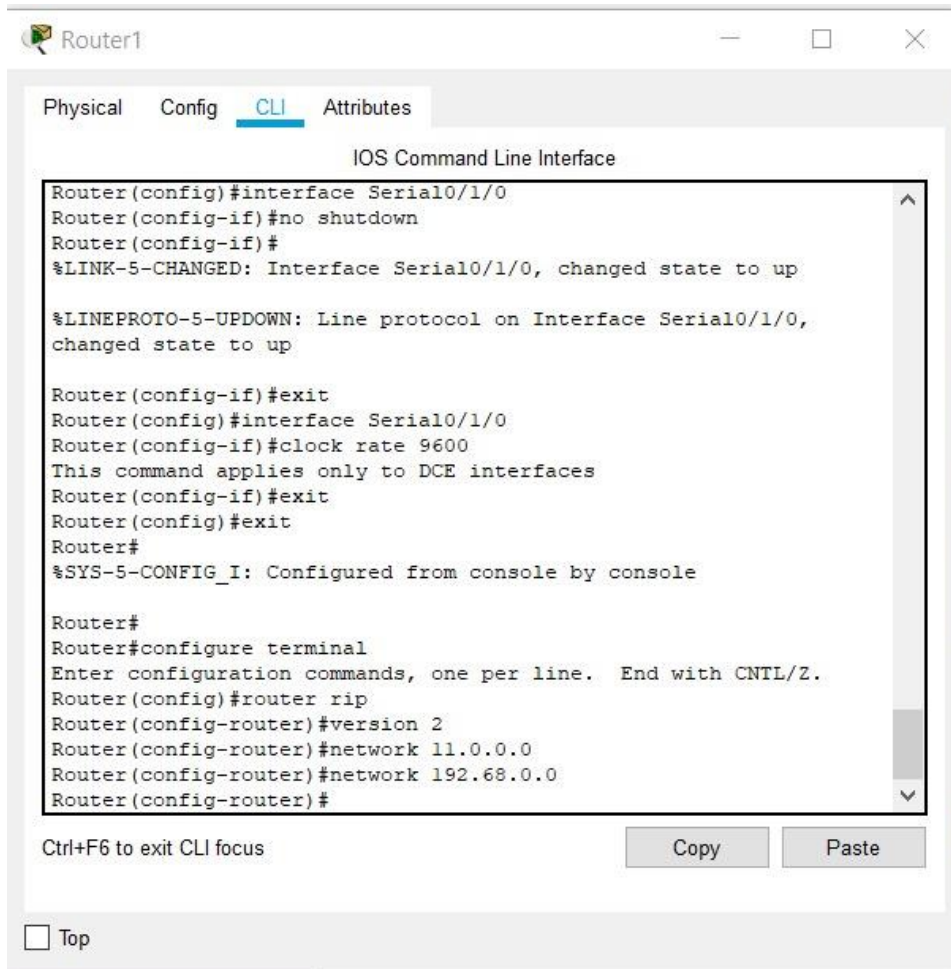 Router1
Physical Config CLI Attributes
IOS Command Line Interface
Router(config)#interface Serial0/1/0
Router(config-if)#no shutdown
Router(config-if)#
%LINK-5-CHANGED: Interface Serial0/1/0, changed state to up
%LINEPROTO-5-UPDOWN: Line protocol on Interface Serial0/1/0,
changed state to up
Router(config-if)#exit
Router(config)#interface Serial0/1/0
Router(config-if)#clock rate 9600
This command applies only to DCE interfaces
Router(config-if)#exit
Router(config)#exit
Router#
%SYS-5-CONFIG_I: Configured from console by console
Router#
Router#configure terminal
Enter configuration commands, one per line.  End with CNTL/Z.
Router(config)#router rip
Router(config-router)#version 2
Router(config-router)#network 11.0.0.0
Router(config-router)#network 192.68.0.0
Router(config-router)#
Ctrl+F6 to exit CLI focus
Copy
Paste
Top